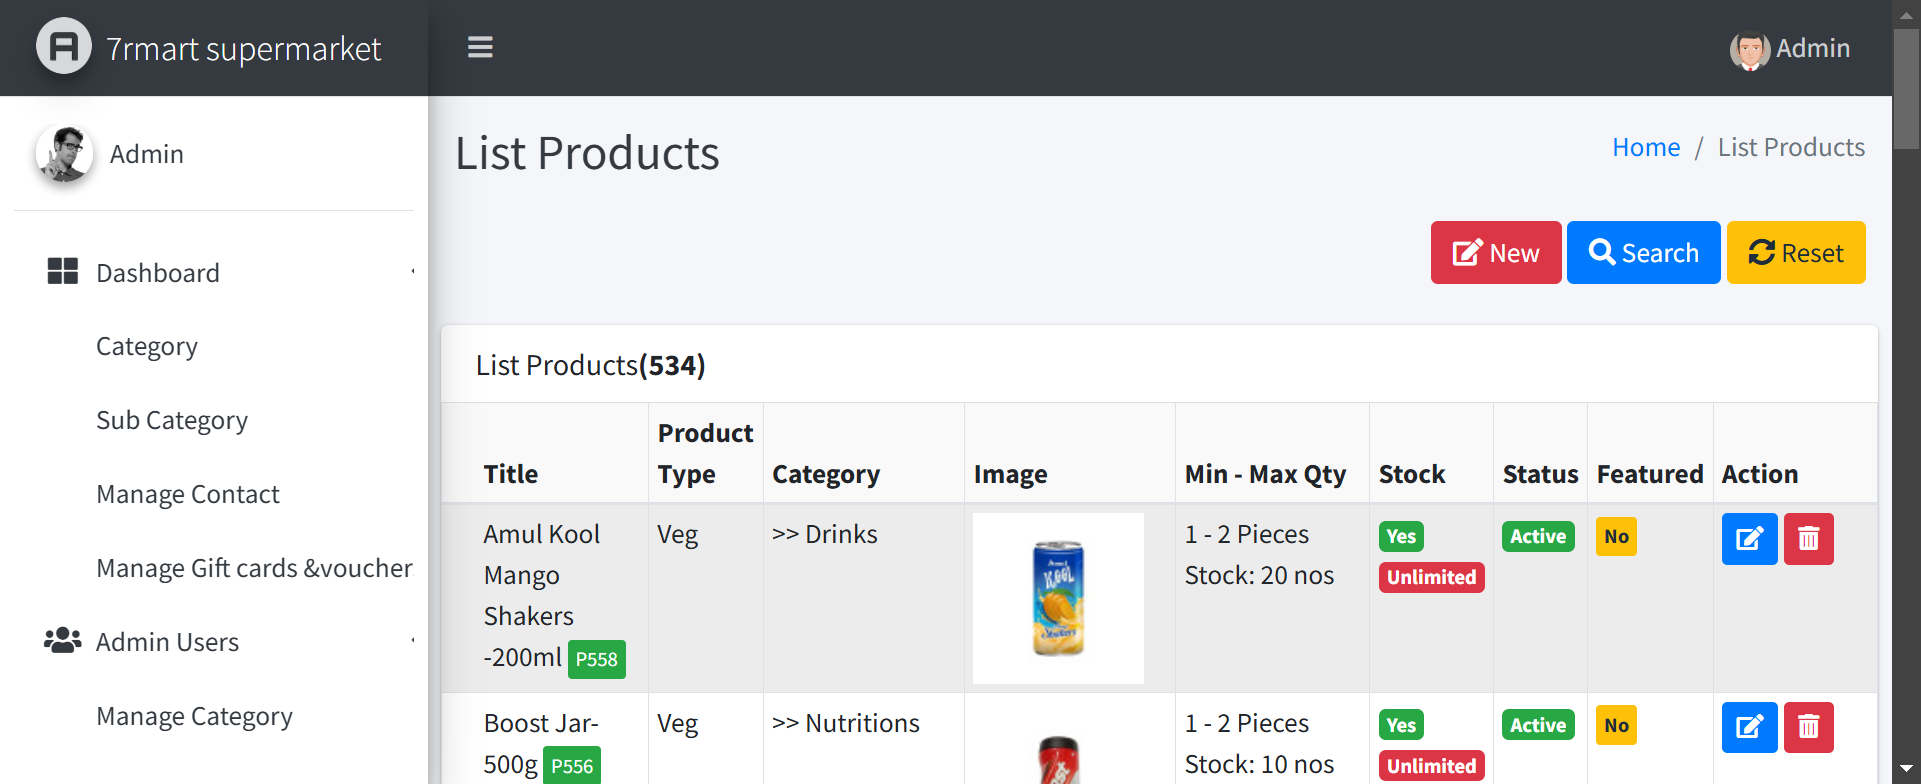 7rmart supermarket
Admin
Admin
Dashboard
Category
Sub Category
Manage Contact
Manage Gift cards &voucher
Admin Users
Manage Category
List Products
Home / List Products
New
Search
Reset
List Products(534)
Title
Product Type
Category
Image
Min - Max Qty
Stock
Status
Featured
Action
Amul Kool
Mango
Shakers
-200ml P558
Veg
>> Drinks
KOOL
1 - 2 Pieces
Stock: 20 nos
Yes
Unlimited
Active
No
Boost Jar-
500g P556
Veg
>> Nutritions
1 - 2 Pieces
Stock: 10 nos
Yes
Unlimited
Active
No